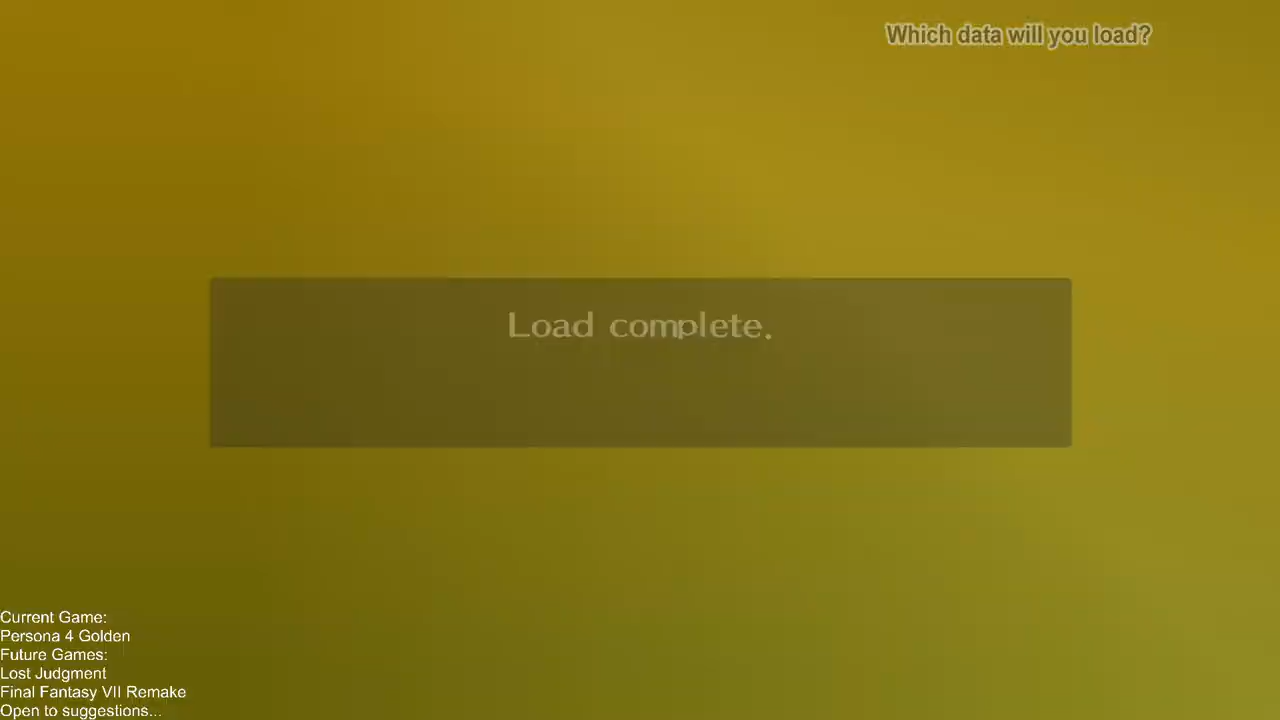 Which data will you load?
Load complete.
Current Game:
Persona 4 Golden
Future Games:
Lost Judgment
Final Fantasy VII Remake
Open to suggestions...